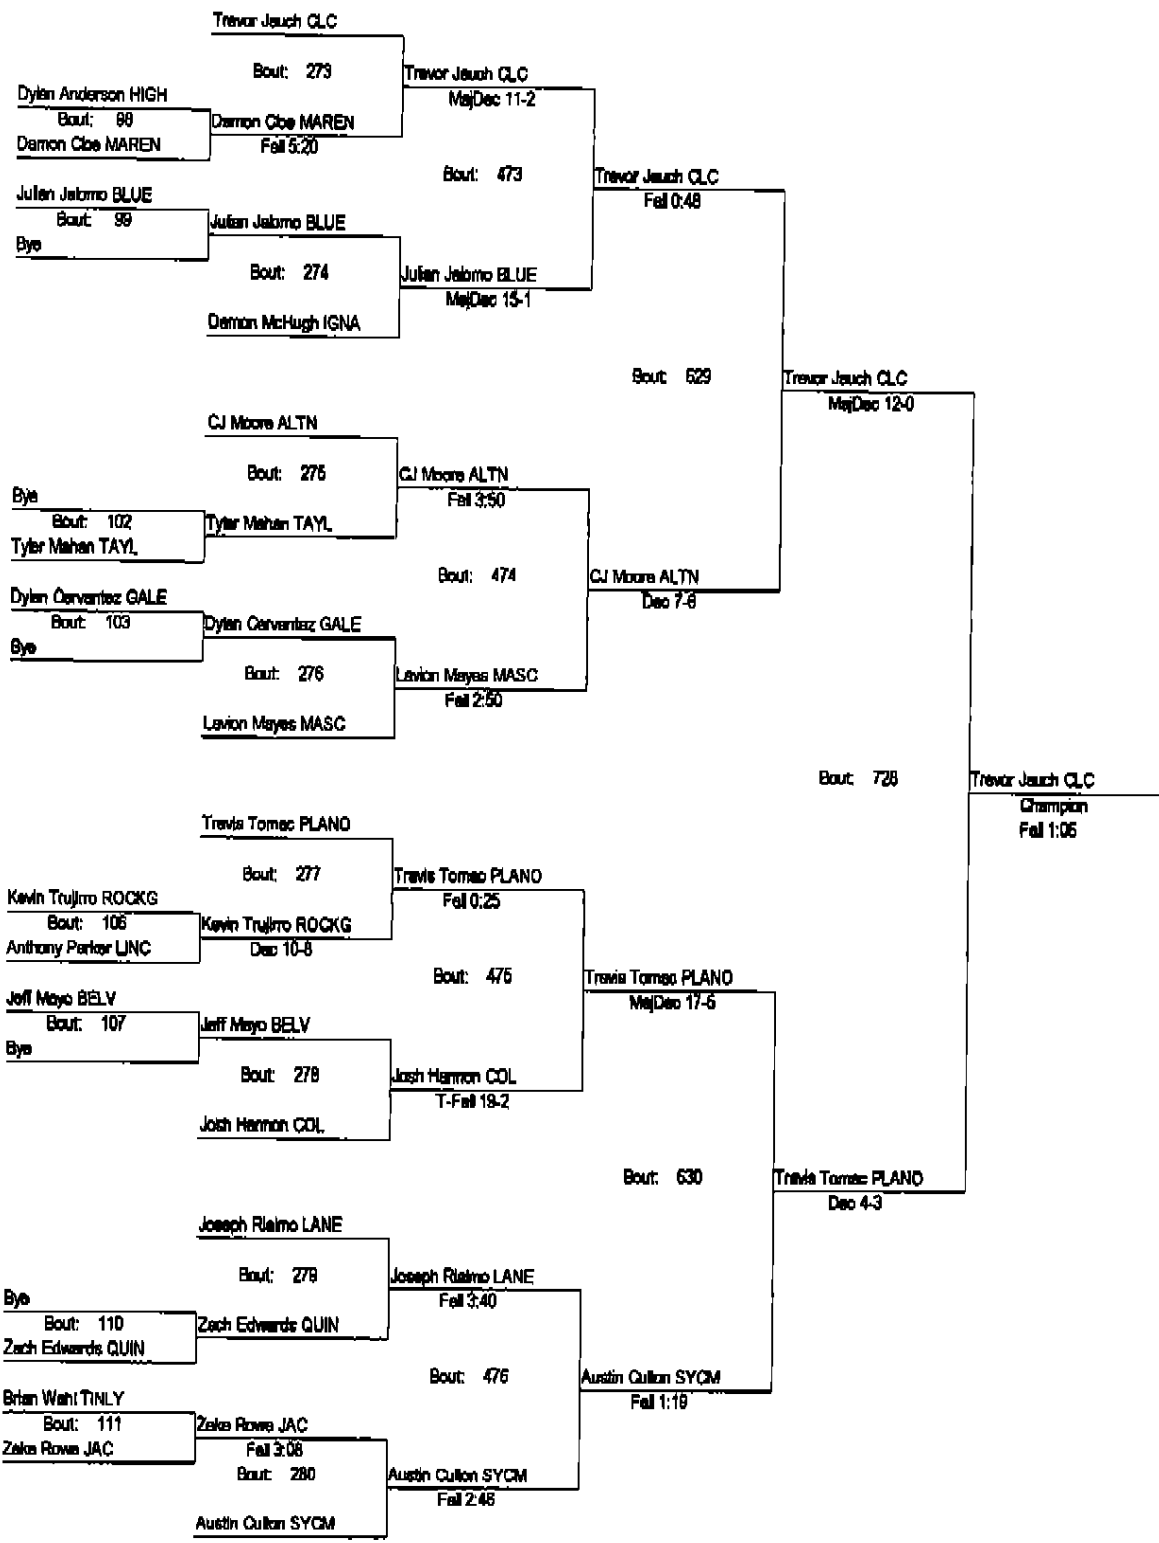 Trevor Jauch CLC
Bout: 273
Trevor Jauch CLC
MajDec 11-2
Dylan Anderson HIGH
Bout: 98
Damon Cloe MAREN
Damon Cloe MAREN
Fall 5:20
Bout: 473
Trevor Jauch CLC
Fall 0:48
Julian Jalomo BLUE
Bout: 99
Julian Jalomo BLUE
Bye
Bout: 274
Julian Jalomo BLUE
MajDec 15-1
Damon McHugh IGNA
Bout: 629
Trevor Jauch CLC
MajDec 12-0
CJ Moore ALTN
Bout: 275
CJ Moore ALTN
Fall 3:50
Bye
Bout: 102
Tyler Mahan TAYL
Tyler Mahan TAYL
Bout: 474
CJ Moore ALTN
Dec 7-6
Dylan Cervantez GALE
Bout: 103
Dylan Cervantez GALE
Bye
Bout: 276
Lavion Mayes MASC
Fall 2:50
Lavion Mayes MASC
Bout: 728
Trevor Jauch CLC
Champion
Fall 1:06
Travis Tomac PLANO
Bout: 277
Travis Tomac PLANO
Fall 0:25
Kevin Trujirro ROCKG
Bout: 106
Kevin Trujirro ROCKG
Anthony Parker LINC
Dec 10-8
Bout: 475
Travis Tomac PLANO
MajDec 17-5
Jeff Mayo BELV
Bout: 107
Jeff Mayo BELV
Bye
Bout: 278
Josh Hannon COL
T-Fall 19-2
Josh Hannon COL
Bout: 630
Travis Tomac PLANO
Dec 4-3
Joseph Rialmo LANE
Bout: 279
Joseph Rialmo LANE
Fall 3:40
Bye
Bout: 110
Zach Edwards QUIN
Zach Edwards QUIN
Bout: 476
Austin Culton SYCM
Fall 1:19
Brian Wahl TINLY
Bout: 111
Zeke Rowe JAC
Zeke Rowe JAC
Fall 3:08
Bout: 280
Austin Culton SYCM
Fall 2:46
Austin Culton SYCM